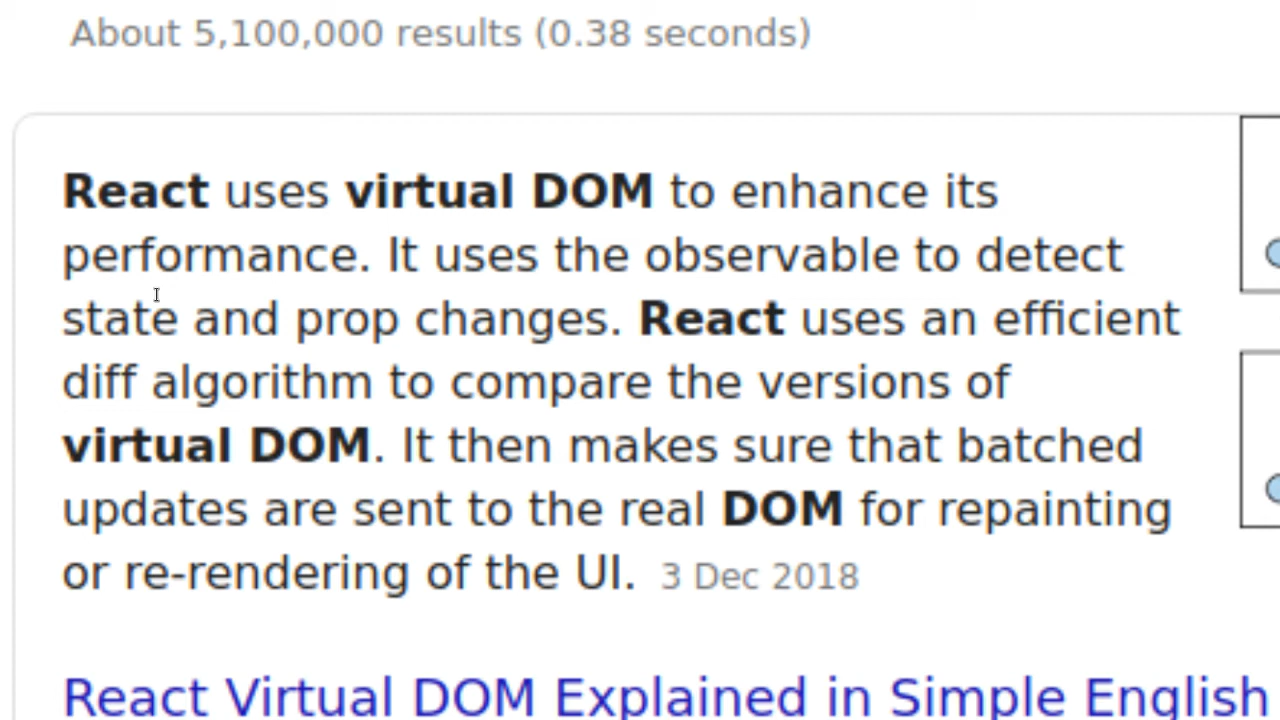 About 5,100,000 results (0.38 seconds)
React uses virtual DOM to enhance its
performance. It uses the observable to detect
state and prop changes. React uses an efficient
diff algorithm to compare the versions of
virtual DOM. It then makes sure that batched
updates are sent to the real DOM for repainting
or re-rendering of the UI. 3 Dec 2018
React Virtual DOM Explained in Simple English